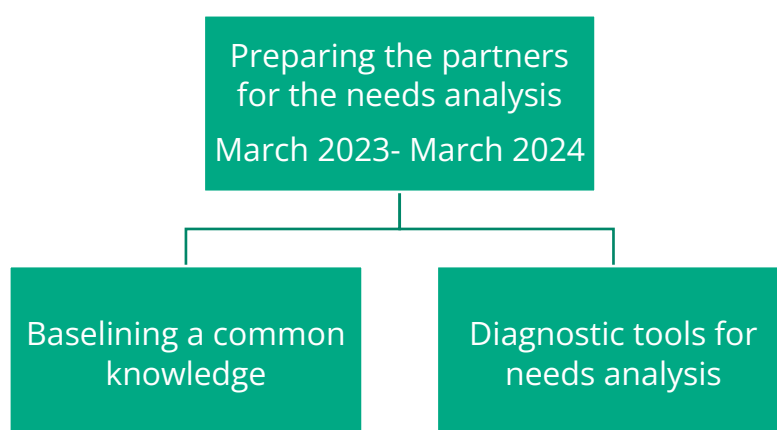 Preparing the partners
for the needs analysis
March 2023- March 2024
Baselining a common
knowledge
Diagnostic tools for
needs analysis